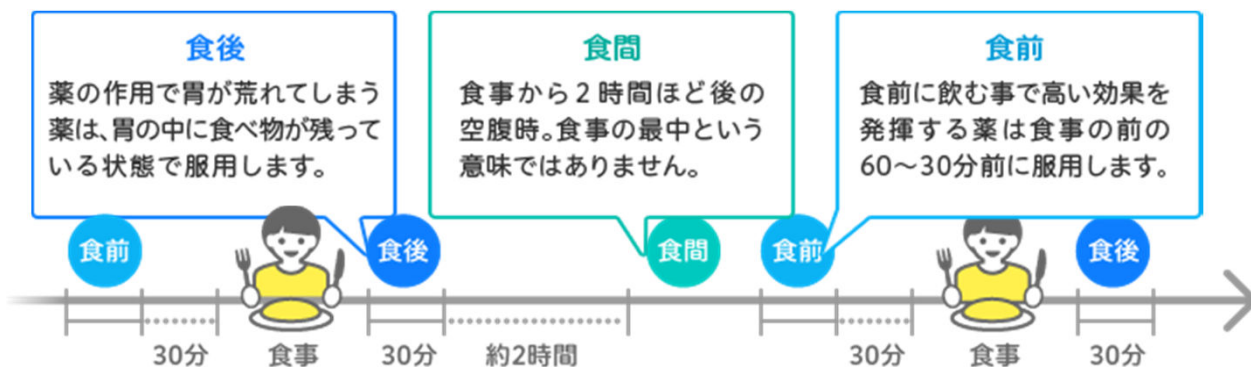 食後
薬の作用で胃が荒れてしまう
薬は、胃の中に食べ物が残って
いる状態で服用します。
食間
食事から2時間ほど後の
空腹時。食事の最中という
意味ではありません。
食前
食前に飲む事で高い効果を
発揮する薬は食事の前の
60〜30分前に服用します。
食前
食後
食間
食前
食後
30分
食事
30分
約2時間
30分
食事
30分